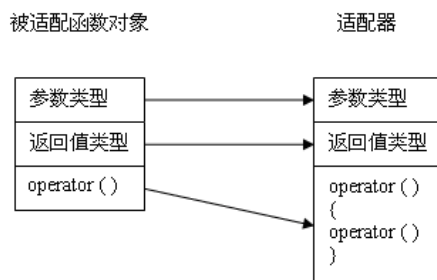 被适配函数对象
适配器
参数类型
参数类型
返回值类型
返回值类型
operator ( )
operator ( )
{
operator ( )
}